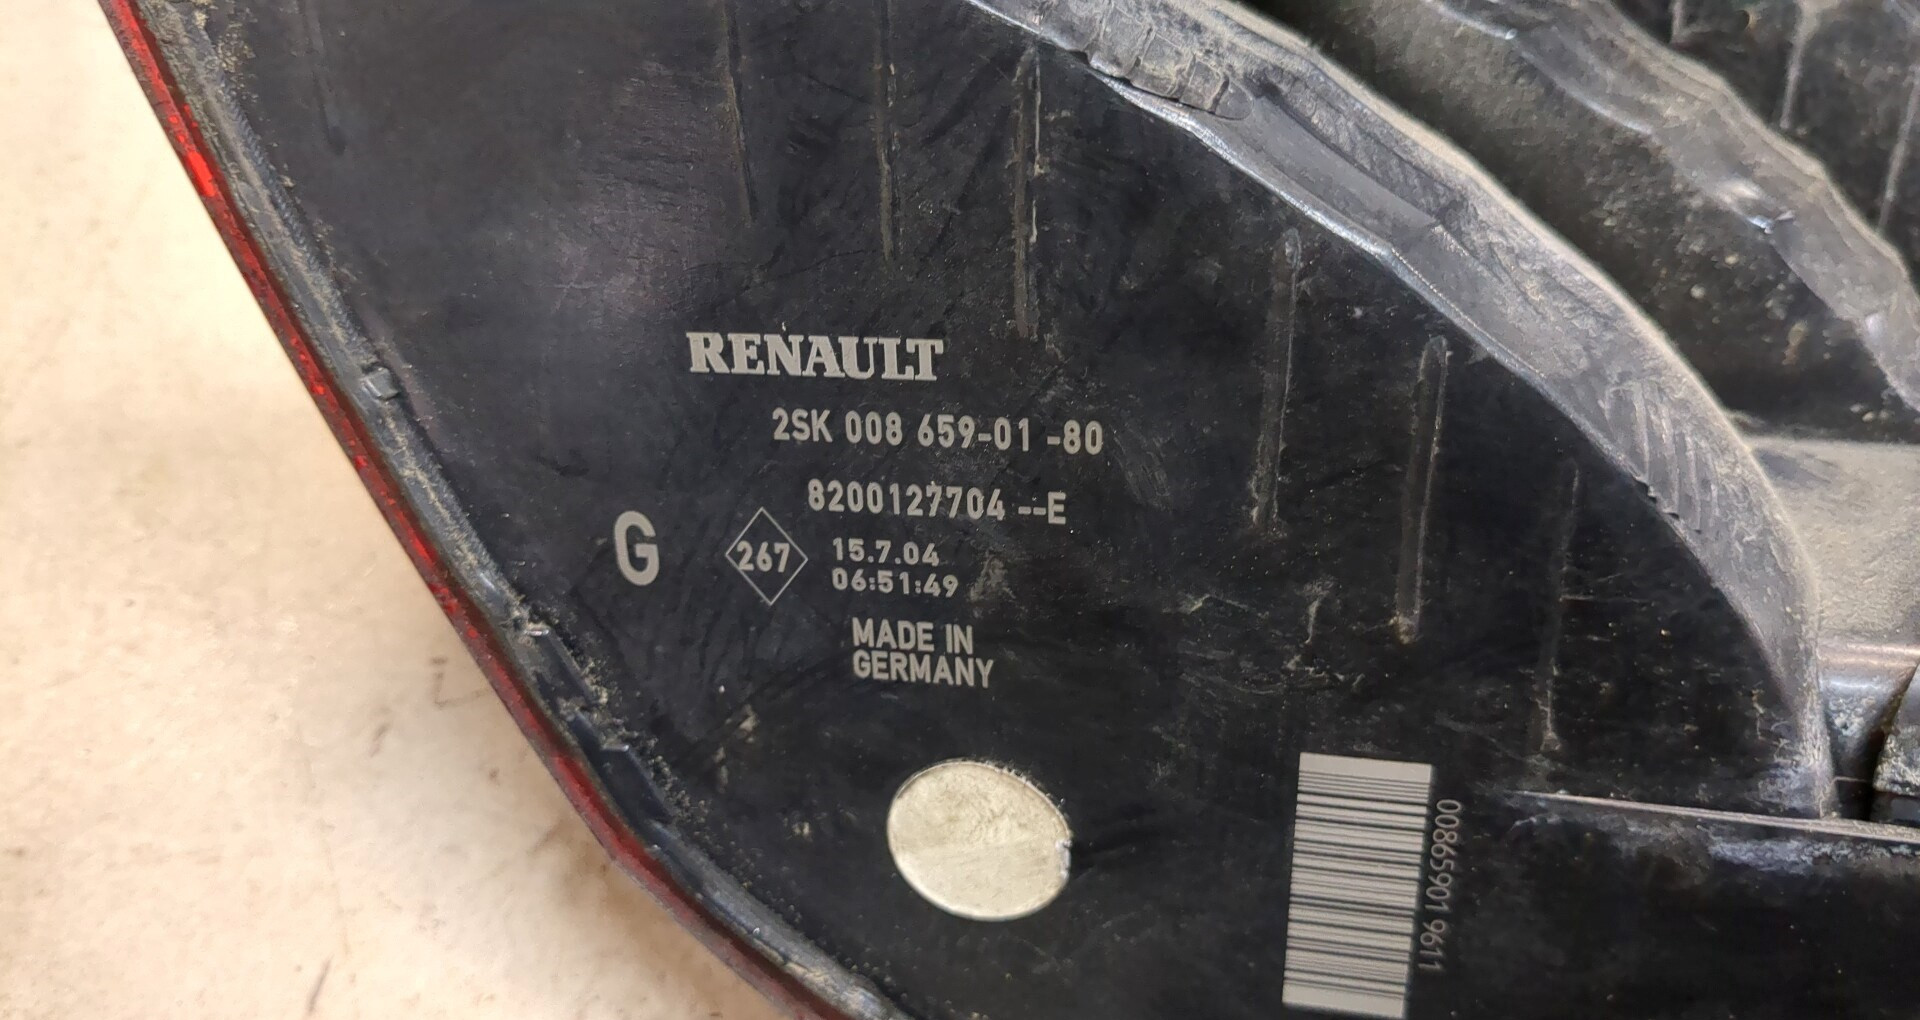 RENAULT
2SK 008 659-01 -80
8200127704 --E
G
267
15.7.04
06:51:49
MADE IN
GERMANY
00865901 9611